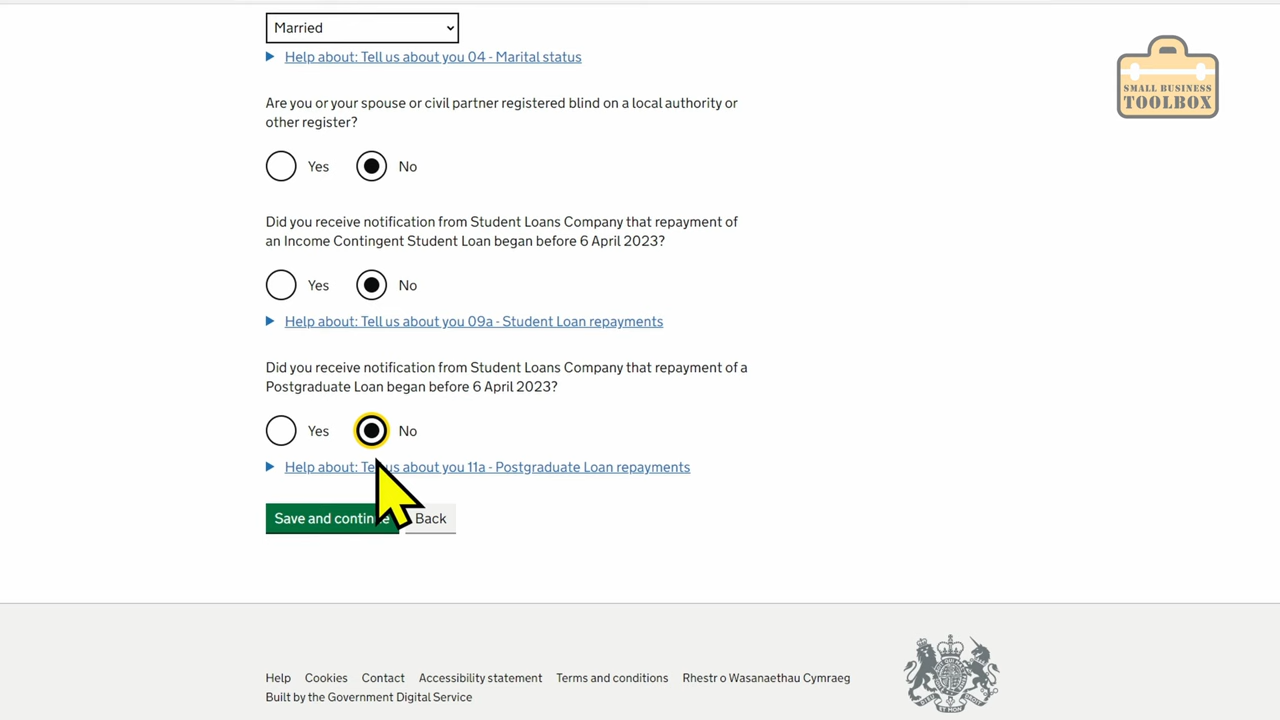 Married
Help about: Tell us about you 04 - Marital status
SMALL BUSINESS
TOOLBOX
Are you or your spouse or civil partner registered blind on a local authority or
other register?
Yes
No
Did you receive notification from Student Loans Company that repayment of
an Income Contingent Student Loan began before 6 April 2023?
Yes
No
Help about: Tell us about you 09a - Student Loan repayments
Did you receive notification from Student Loans Company that repayment of a
Postgraduate Loan began before 6 April 2023?
Yes
No
Help about: Tell us about you 11a - Postgraduate Loan repayments
Save and continue
Back
Help
Cookies
Contact
Accessibility statement
Terms and conditions
Rhestr o Wasanaethau Cymraeg
Built by the Government Digital Service